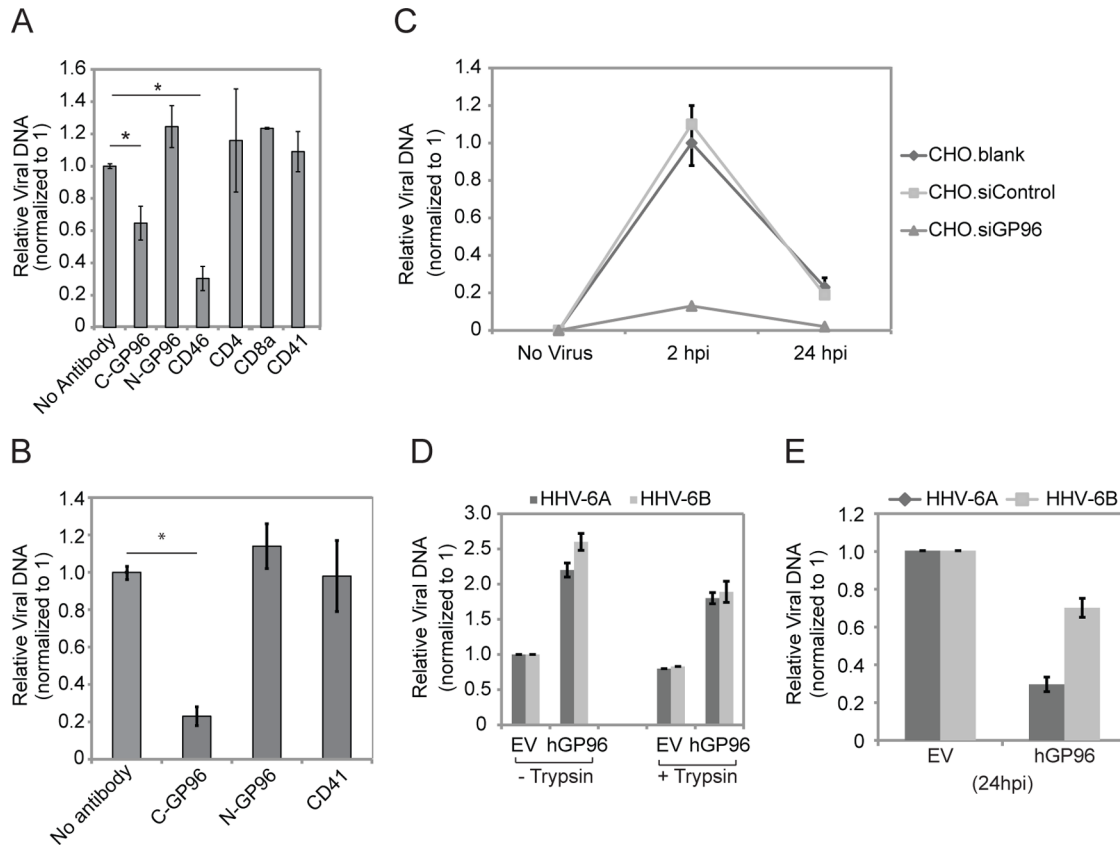 A
Relative Viral DNA
(normalized to 1)
1.6
1.4
1.2
1.0
0.8
0.6
0.4
0.2
0
*
*
No Antibody
C-GP96
N-GP96
CD46
CD4
CD8a
CD41
C
Relative Viral DNA
(normalized to 1)
1.4
1.2
1.0
0.8
0.6
0.4
0.2
0
No Virus
2 hpi
24 hpi
CHO.blank
CHO.siControl
CHO.siGP96
B
Relative Viral DNA
(normalized to 1)
1.4
1.2
1.0
0.8
0.6
0.4
0.2
0
*
No antibody
C-GP96
N-GP96
CD41
D
HHV-6A HHV-6B
Relative Viral DNA
(normalized to 1)
3.0
2.5
2.0
1.5
1.0
0.5
0
EV hGP96 EV hGP96
- Trypsin + Trypsin
E
HHV-6A HHV-6B
Relative Viral DNA
(normalized to 1)
1.2
1.0
0.8
0.6
0.4
0.2
0
EV hGP96
(24hpi)